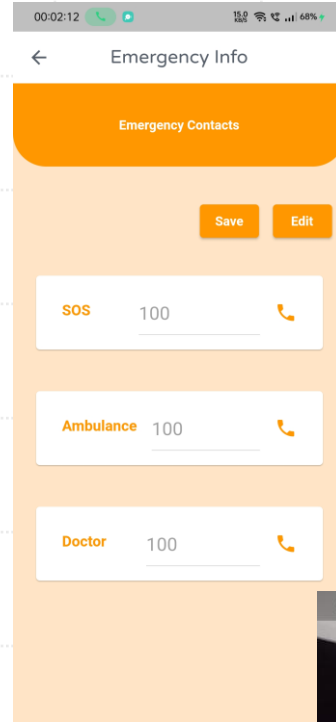 00:02:12 15.0 KB/S 68%
Emergency Info
Emergency Contacts
Save Edit
SOS 100
Ambulance 100
Doctor 100